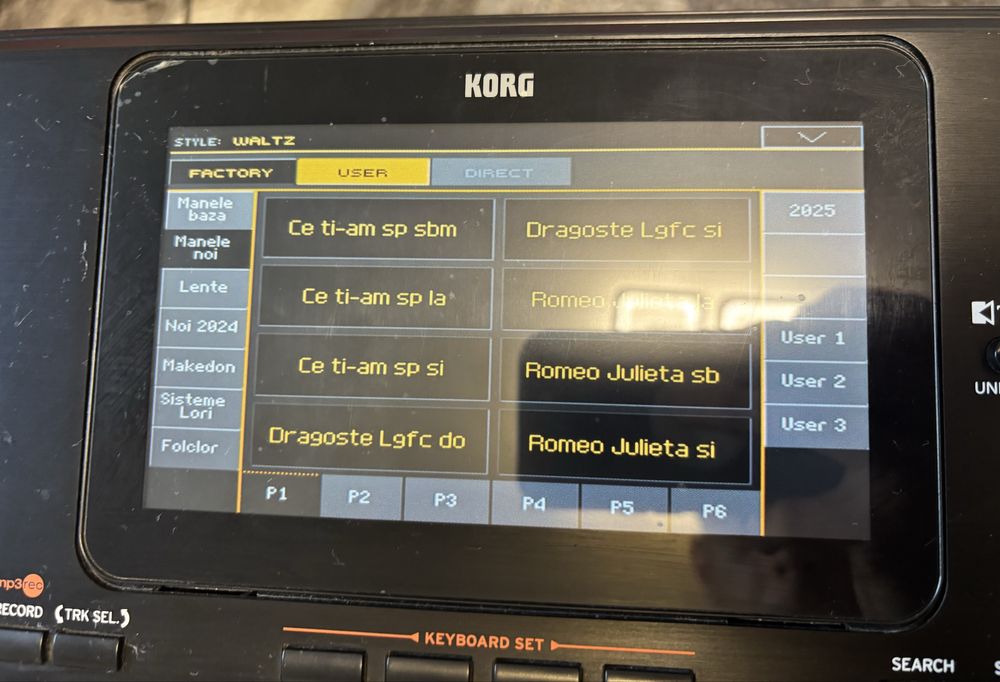 KORG
STYLE: WALTZ
FACTORY
USER
DIRECT
Manele
baza
Manele
noi
Lente
Noi 2024
Makedon
Sisteme
Lori
Folclor
Ce ti-am sp sbm
Dragoste Lgfc si
Ce ti-am sp la
Romeo Julieta la
Ce ti-am sp si
Romeo Julieta sb
Dragoste Lgfc do
Romeo Julieta si
2025
User 1
User 2
User 3
P1
P2
P3
P4
P5
P6
mp3rec
RECORD
TRK SEL.
KEYBOARD SET
SEARCH